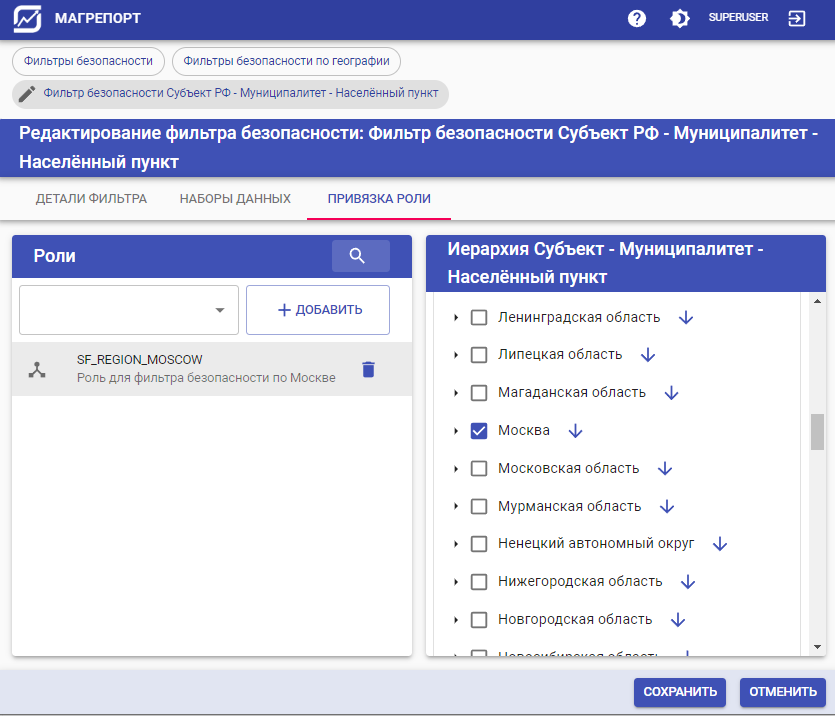 МАГРЕПОРТ
SUPERUSER
Фильтры безопасности
Фильтры безопасности по географии
Фильтр безопасности Субъект РФ - Муниципалитет - Населённый пункт
Редактирование фильтра безопасности: Фильтр безопасности Субъект РФ - Муниципалитет -
Населённый пункт
ДЕТАЛИ ФИЛЬТРА
НАБОРЫ ДАННЫХ
ПРИВЯЗКА РОЛИ
Роли
ДОБАВИТЬ
SF_REGION_MOSCOW
Роль для фильтра безопасности по Москве
Иерархия Субъект - Муниципалитет -
Населённый пункт
Ленинградская область
Липецкая область
Магаданская область
Москва
Московская область
Мурманская область
Ненецкий автономный округ
Нижегородская область
Новгородская область
Новосибирская область
СОХРАНИТЬ
ОТМЕНИТЬ